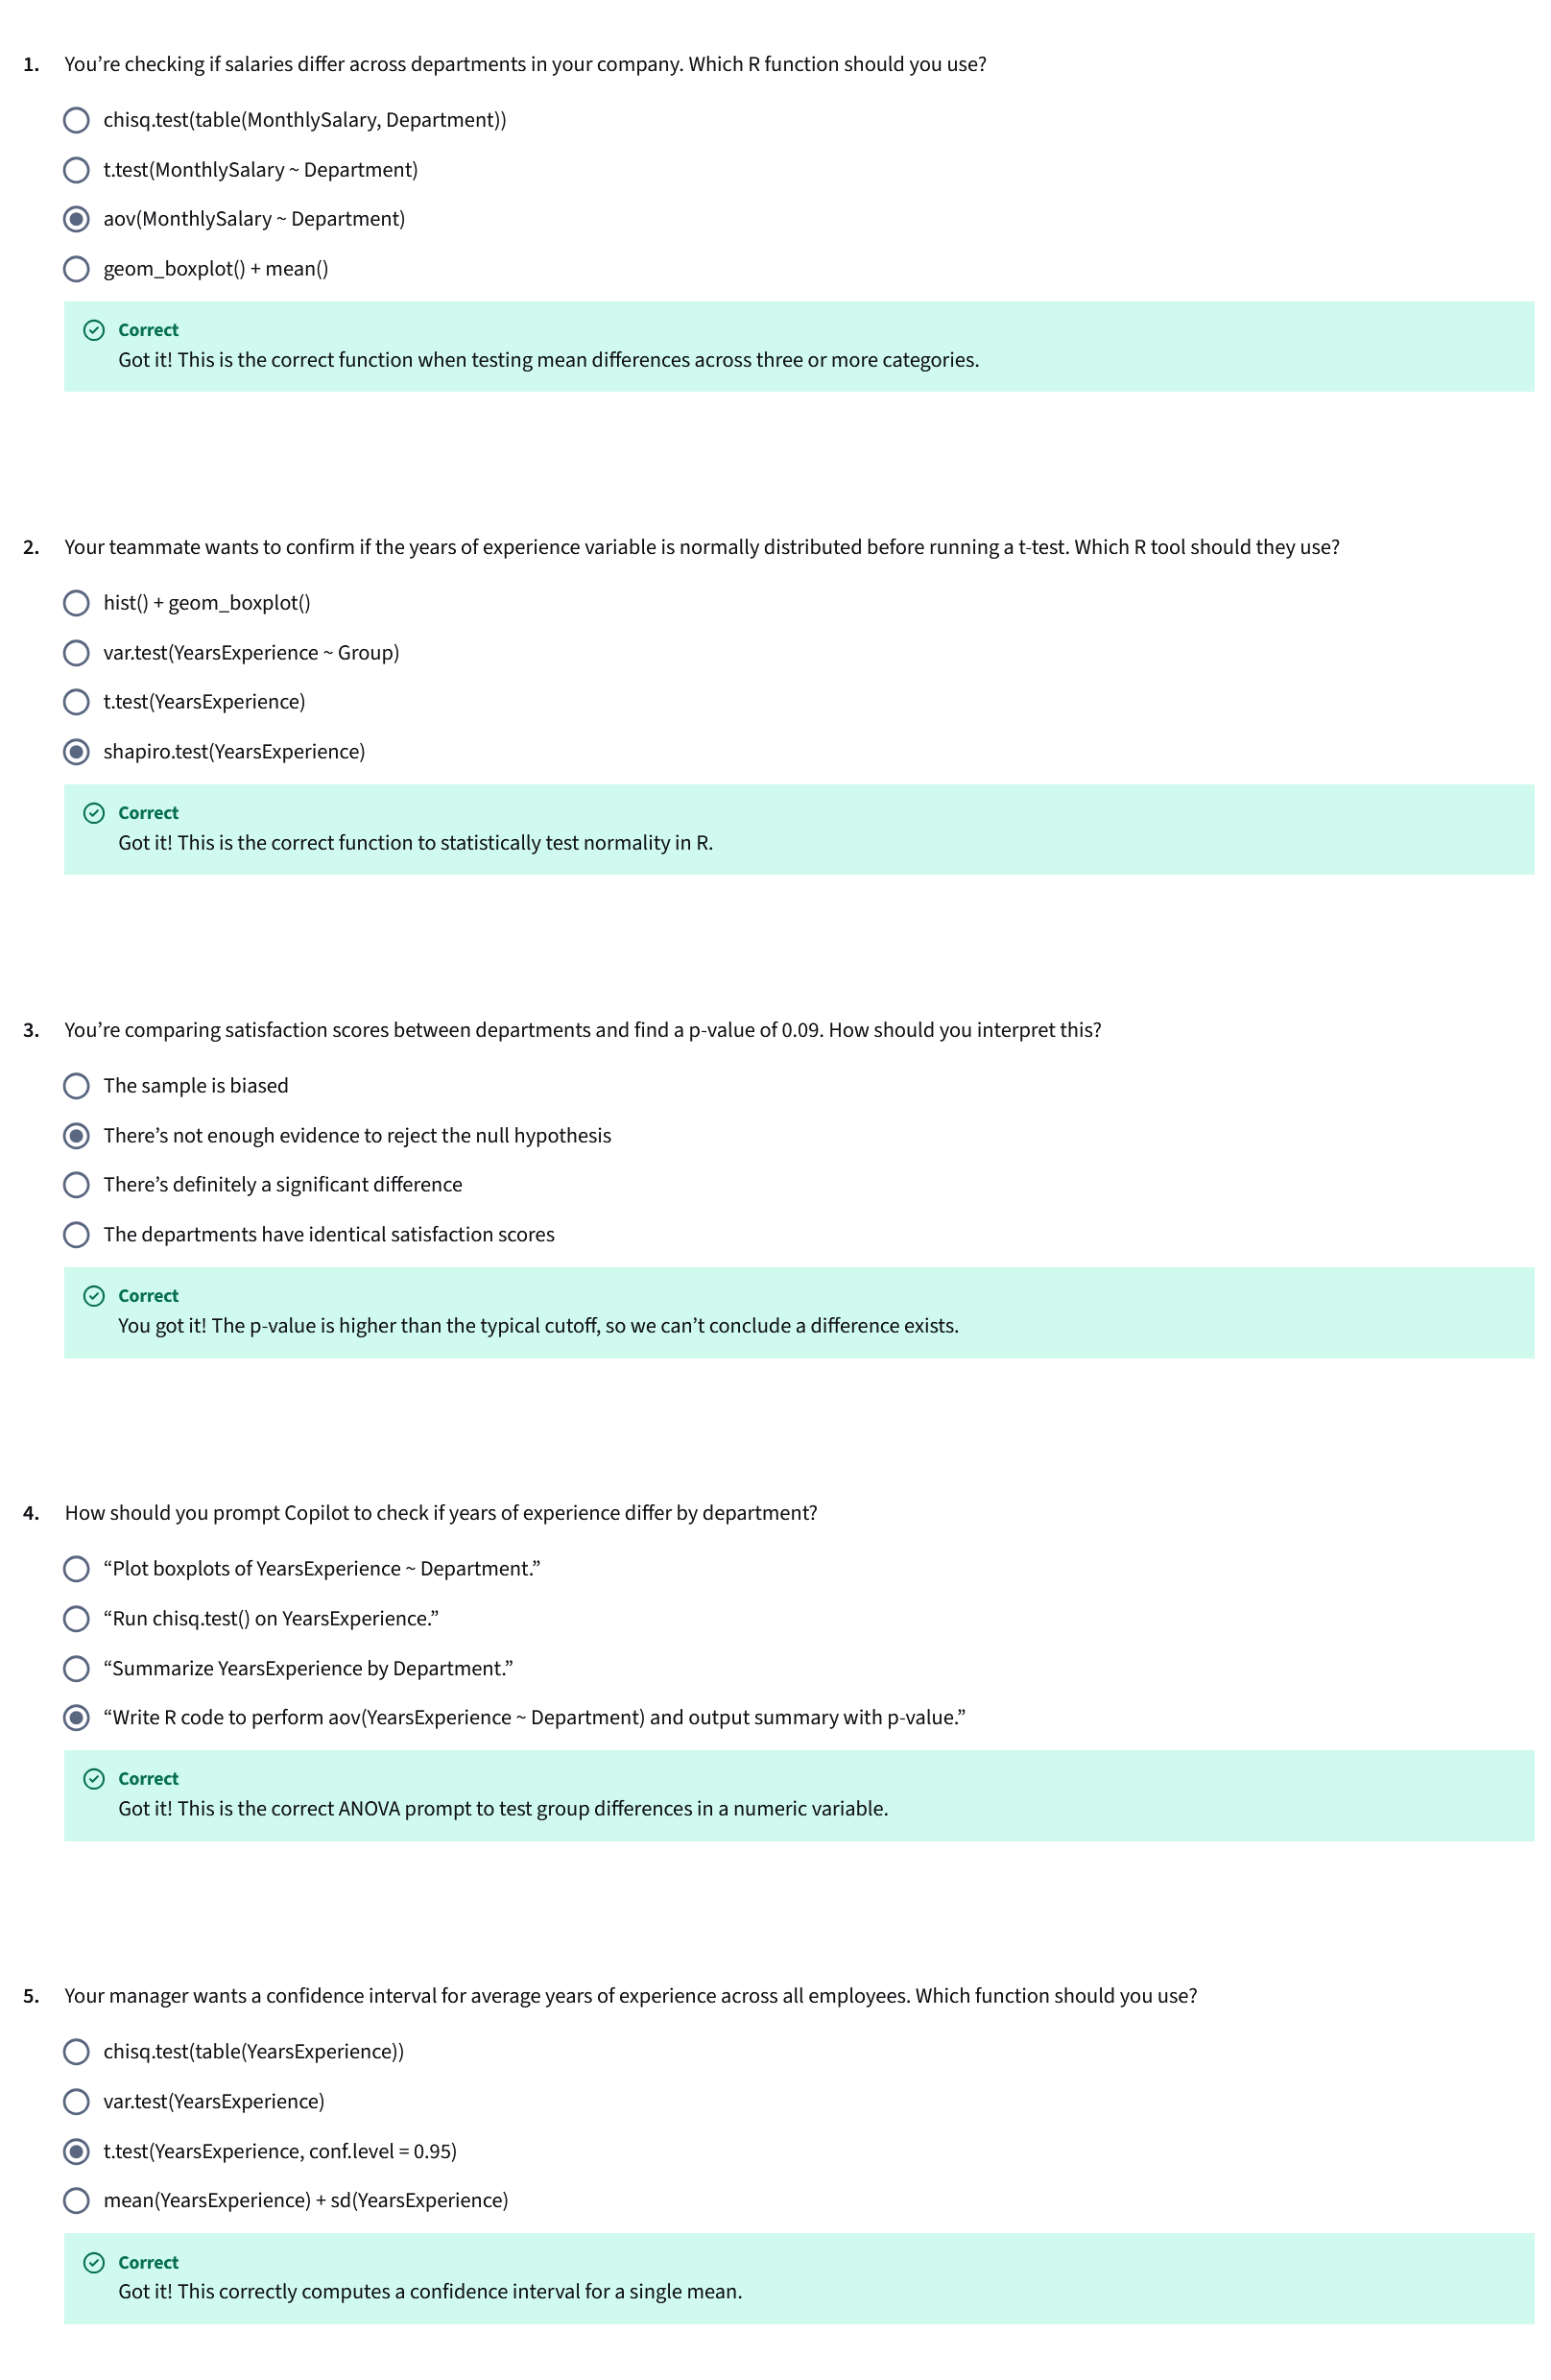 1. You’re checking if salaries differ across departments in your company. Which R function should you use?
chisq.test(table(MonthlySalary, Department))
t.test(MonthlySalary ~ Department)
aov(MonthlySalary ~ Department)
geom_boxplot() + mean()
Correct
Got it! This is the correct function when testing mean differences across three or more categories.
2. Your teammate wants to confirm if the years of experience variable is normally distributed before running a t-test. Which R tool should they use?
hist() + geom_boxplot()
var.test(YearsExperience ~ Group)
t.test(YearsExperience)
shapiro.test(YearsExperience)
Correct
Got it! This is the correct function to statistically test normality in R.
3. You’re comparing satisfaction scores between departments and find a p-value of 0.09. How should you interpret this?
The sample is biased
There’s not enough evidence to reject the null hypothesis
There’s definitely a significant difference
The departments have identical satisfaction scores
Correct
You got it! The p-value is higher than the typical cutoff, so we can’t conclude a difference exists.
4. How should you prompt Copilot to check if years of experience differ by department?
“Plot boxplots of YearsExperience ~ Department.”
“Run chisq.test() on YearsExperience.”
“Summarize YearsExperience by Department.”
“Write R code to perform aov(YearsExperience ~ Department) and output summary with p-value.”
Correct
Got it! This is the correct ANOVA prompt to test group differences in a numeric variable.
5. Your manager wants a confidence interval for average years of experience across all employees. Which function should you use?
chisq.test(table(YearsExperience))
var.test(YearsExperience)
t.test(YearsExperience, conf.level = 0.95)
mean(YearsExperience) + sd(YearsExperience)
Correct
Got it! This correctly computes a confidence interval for a single mean.